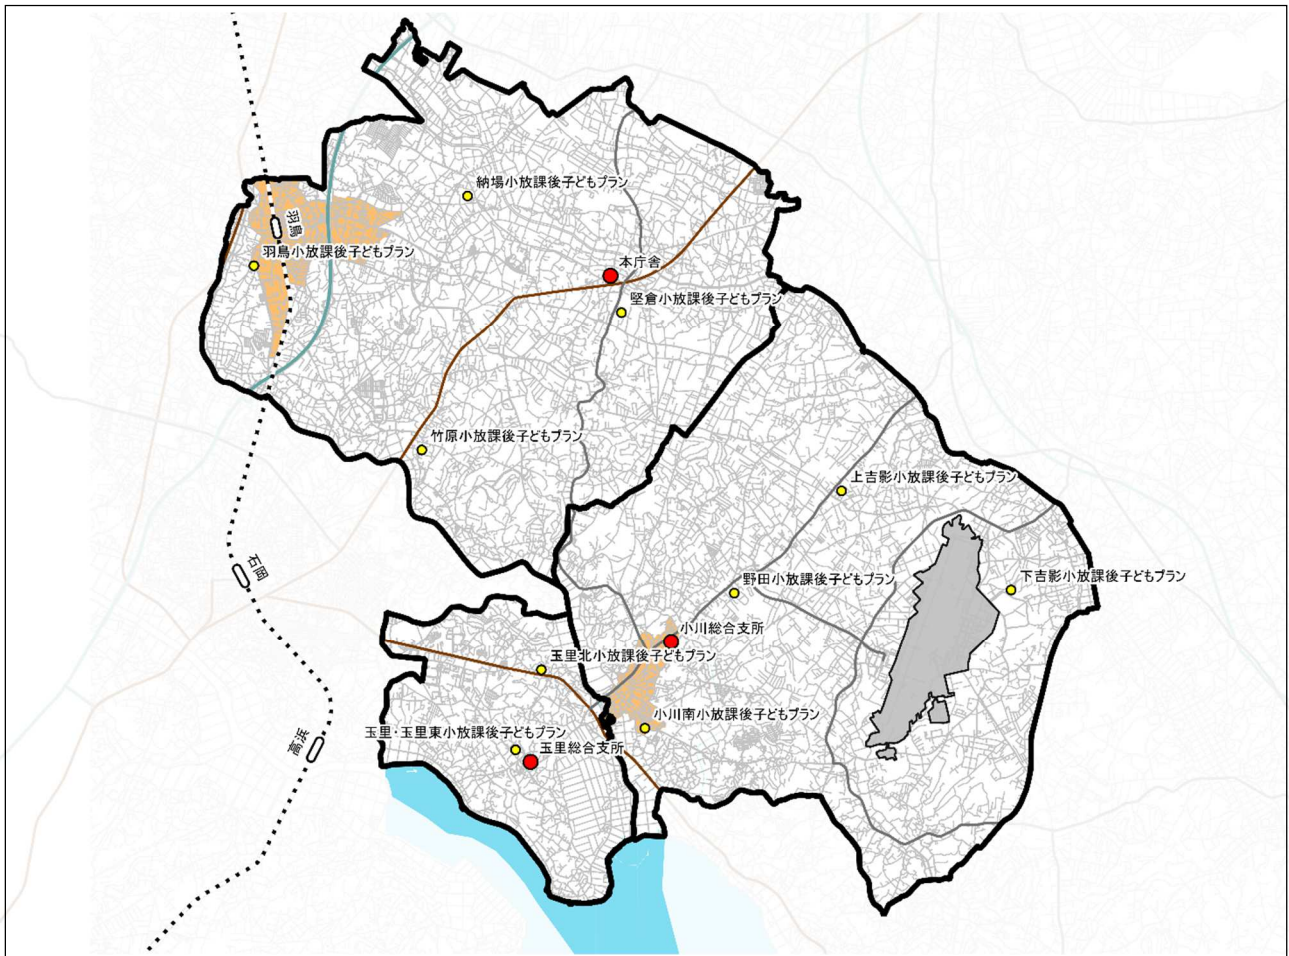 納場小放課後子どもプラン
羽鳥
羽鳥小放課後子どもプラン
本庁舎
堅倉小放課後子どもプラン
竹原小放課後子どもプラン
上吉影小放課後子どもプラン
石岡
野田小放課後子どもプラン
下吉影小放課後子どもプラン
小川総合支所
玉里北小放課後子どもプラン
小川南小放課後子どもプラン
高浜
玉里・玉里東小放課後子どもプラン
玉里総合支所